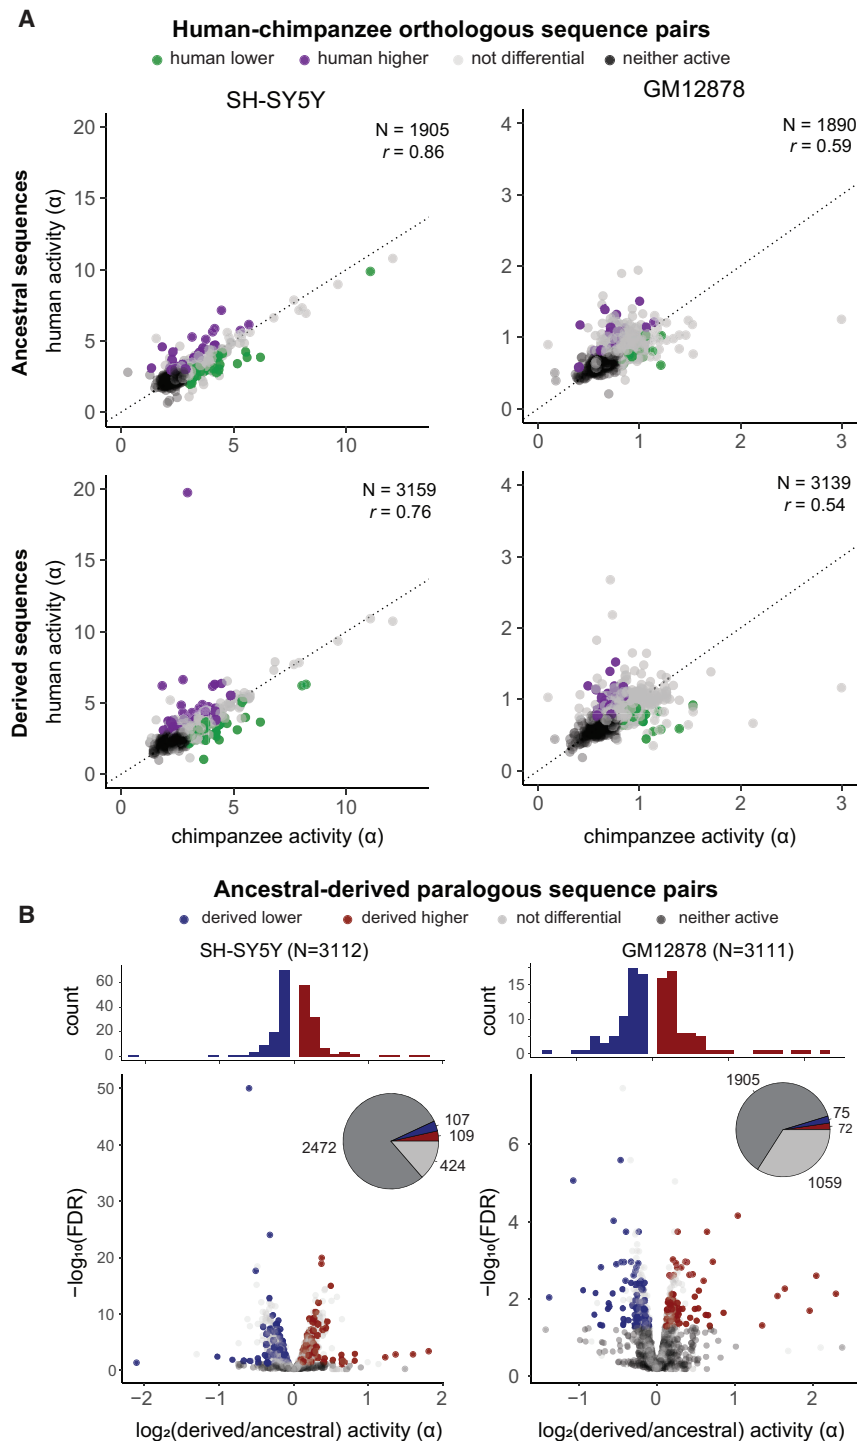 A
Human-chimpanzee orthologous sequence pairs
human lower
human higher
not differential
neither active
SH-SY5Y
GM12878
Ancestral sequences
human activity (α)
20
15
10
5
0
N = 1905
r = 0.86
0
5
10
4
3
2
1
0
N = 1890
r = 0.59
0
1
2
3
Derived sequences
human activity (α)
20
15
10
5
0
N = 3159
r = 0.76
0
5
10
chimpanzee activity (α)
4
3
2
1
0
N = 3139
r = 0.54
0
1
2
3
chimpanzee activity (α)
B
Ancestral-derived paralogous sequence pairs
derived lower
derived higher
not differential
neither active
SH-SY5Y (N=3112)
count
60
40
20
0
GM12878 (N=3111)
count
15
10
5
0
−log₁₀(FDR)
50
40
30
20
10
0
2472
107
109
424
−2
−1
0
1
2
log₂(derived/ancestral) activity (α)
−log₁₀(FDR)
6
4
2
0
1905
75
72
1059
−1
0
1
2
log₂(derived/ancestral) activity (α)